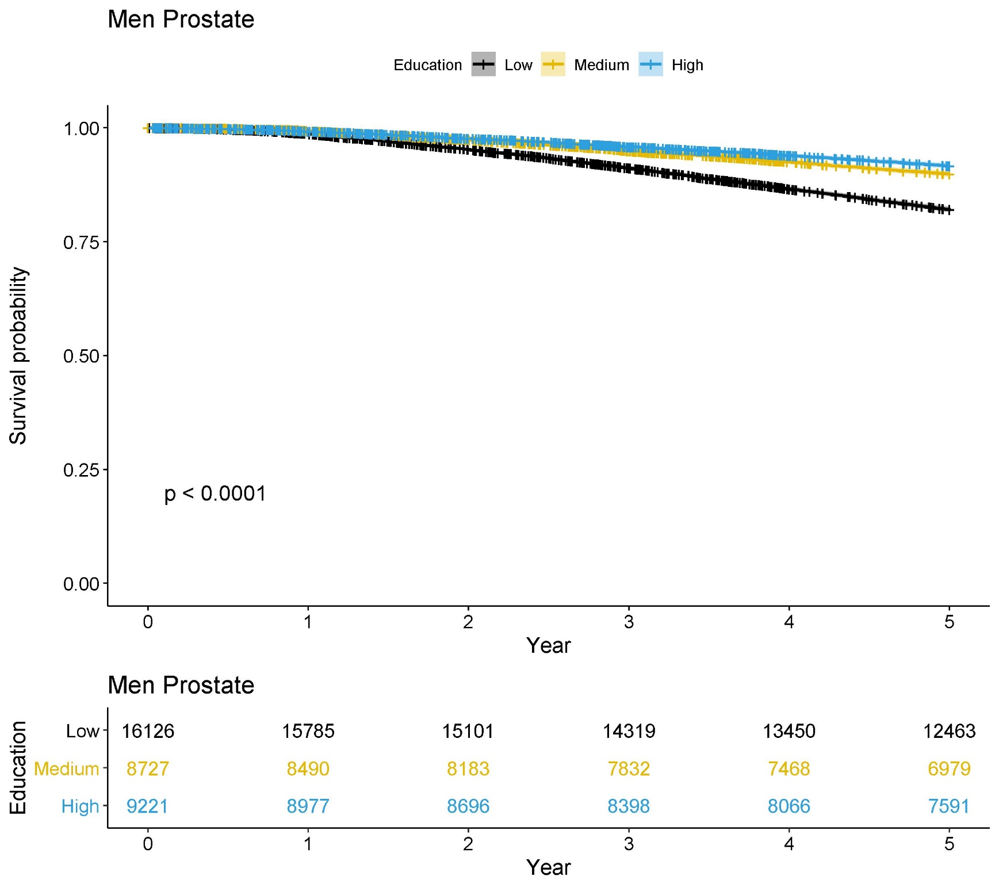 Men Prostate
Education Low Medium High
1.00
0.75
0.50
0.25
0.00
Survival probability
p < 0.0001
0 1 2 3 4 5
Year
Men Prostate
Education
Low 16126 15785 15101 14319 13450 12463
Medium 8727 8490 8183 7832 7468 6979
High 9221 8977 8696 8398 8066 7591
0 1 2 3 4 5
Year